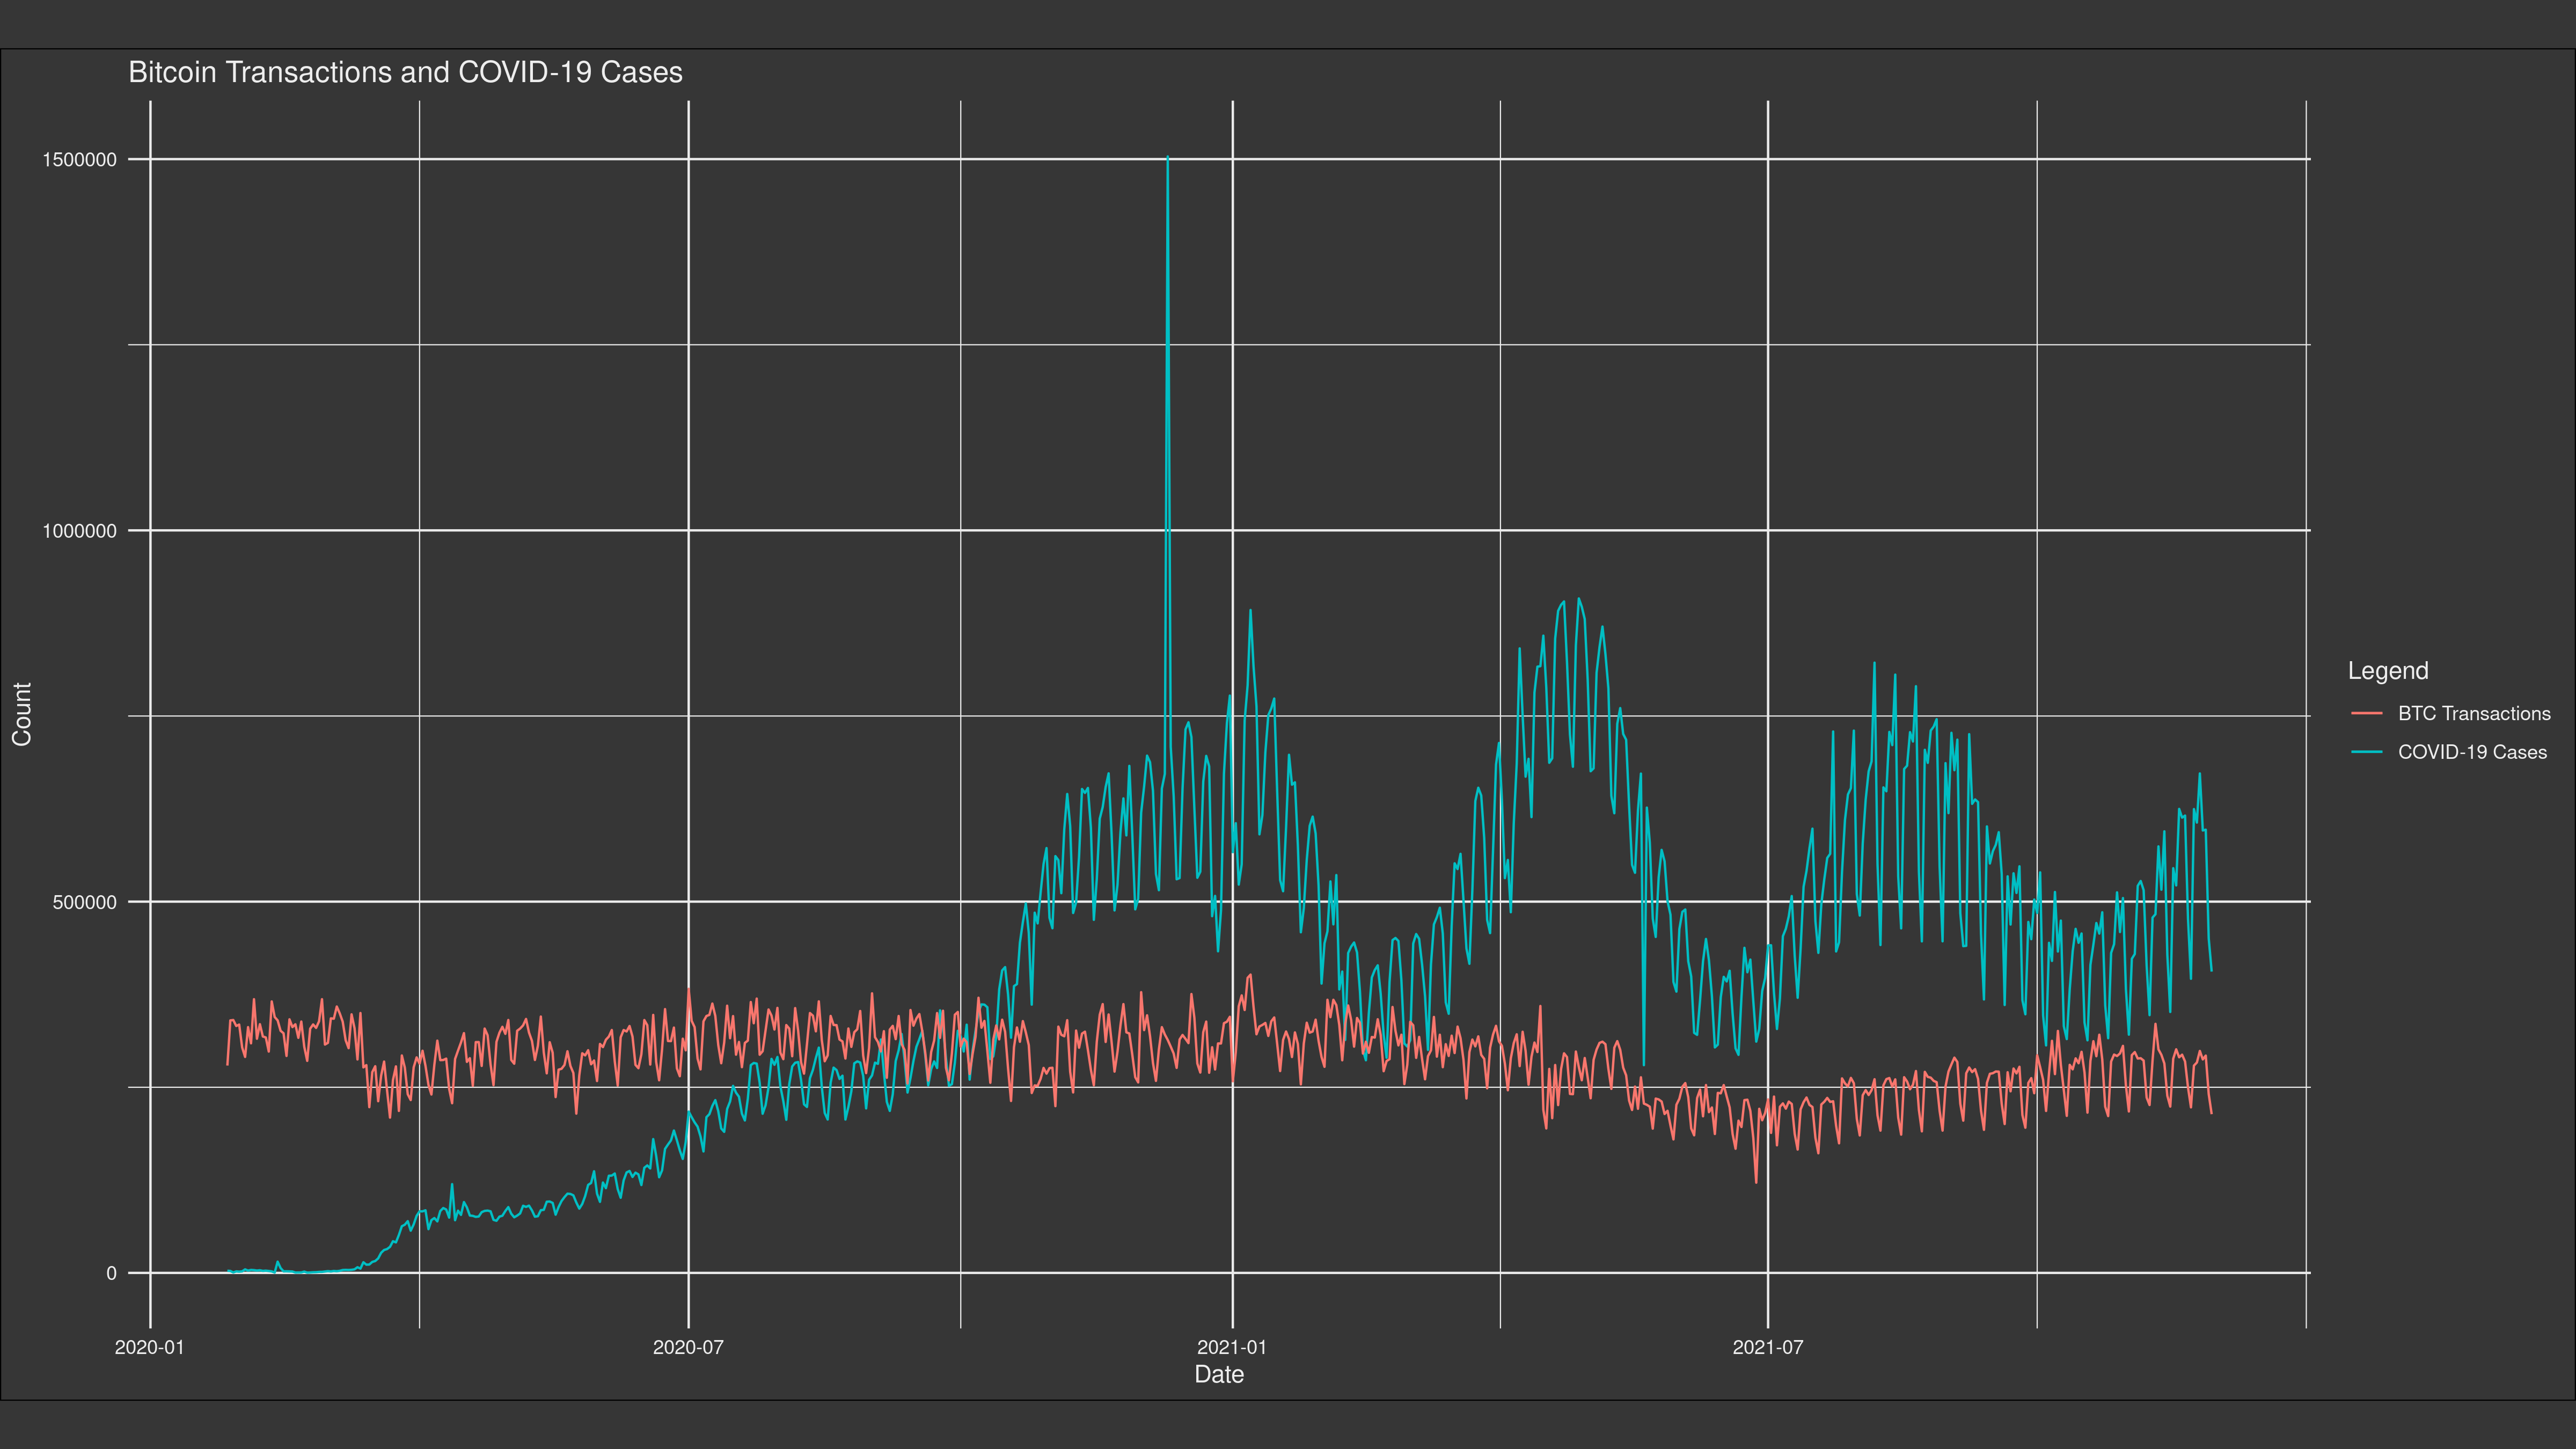 Bitcoin Transactions and COVID-19 Cases
1500000
1000000
500000
0
Count
2020-01
2020-07
2021-01
2021-07
Date
Legend
BTC Transactions
COVID-19 Cases